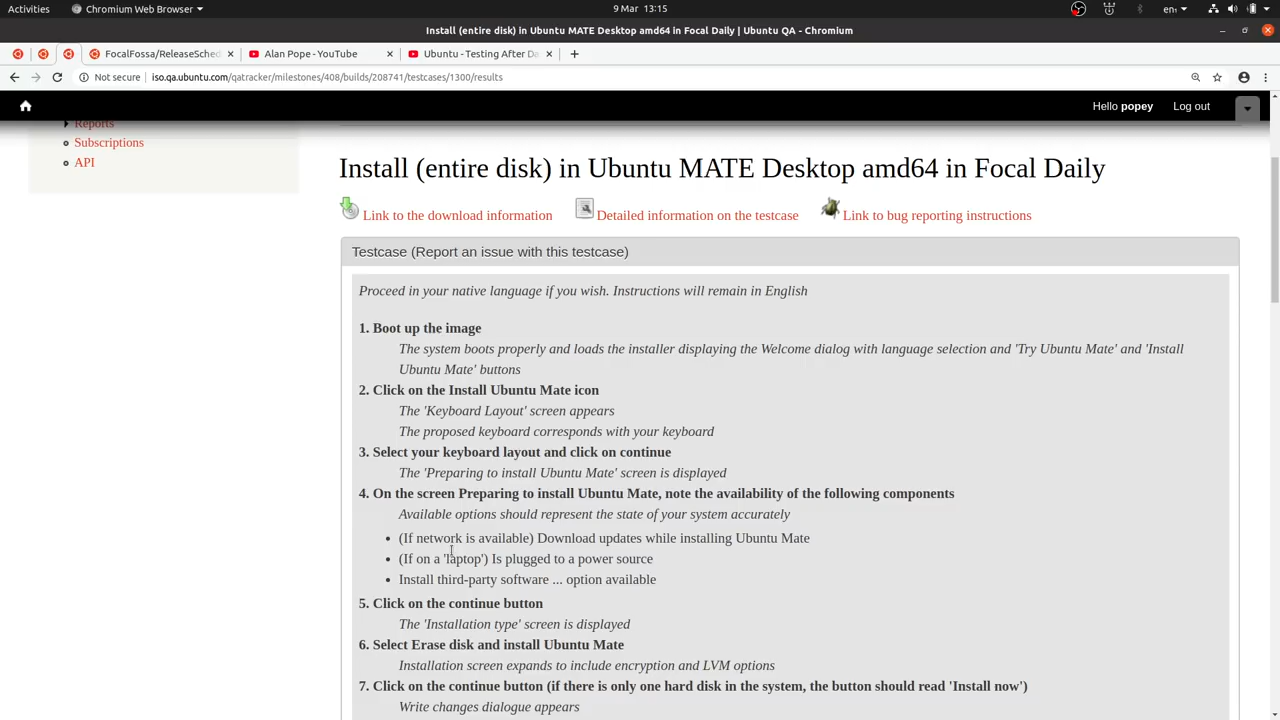 Activities
Chromium Web Browser
9 Mar 13:15
en
Install (entire disk) in Ubuntu MATE Desktop amd64 in Focal Daily | Ubuntu QA - Chromium
FocalFossa/ReleaseSched
Alan Pope - YouTube
Ubuntu - Testing After Da
Not secure
iso.qa.ubuntu.com/qatracker/milestones/408/builds/208741/testcases/1300/results
Hello popey
Log out
Reports
Subscriptions
API
Install (entire disk) in Ubuntu MATE Desktop amd64 in Focal Daily
Link to the download information
Detailed information on the testcase
Link to bug reporting instructions
Testcase (Report an issue with this testcase)
Proceed in your native language if you wish. Instructions will remain in English
1. Boot up the image
The system boots properly and loads the installer displaying the Welcome dialog with language selection and 'Try Ubuntu Mate' and 'Install
Ubuntu Mate' buttons
2. Click on the Install Ubuntu Mate icon
The 'Keyboard Layout' screen appears
The proposed keyboard corresponds with your keyboard
3. Select your keyboard layout and click on continue
The 'Preparing to install Ubuntu Mate' screen is displayed
4. On the screen Preparing to install Ubuntu Mate, note the availability of the following components
Available options should represent the state of your system accurately
• (If network is available) Download updates while installing Ubuntu Mate
• (If on a 'laptop') Is plugged to a power source
• Install third-party software ... option available
5. Click on the continue button
The 'Installation type' screen is displayed
6. Select Erase disk and install Ubuntu Mate
Installation screen expands to include encryption and LVM options
7. Click on the continue button (if there is only one hard disk in the system, the button should read 'Install now')
Write changes dialogue appears